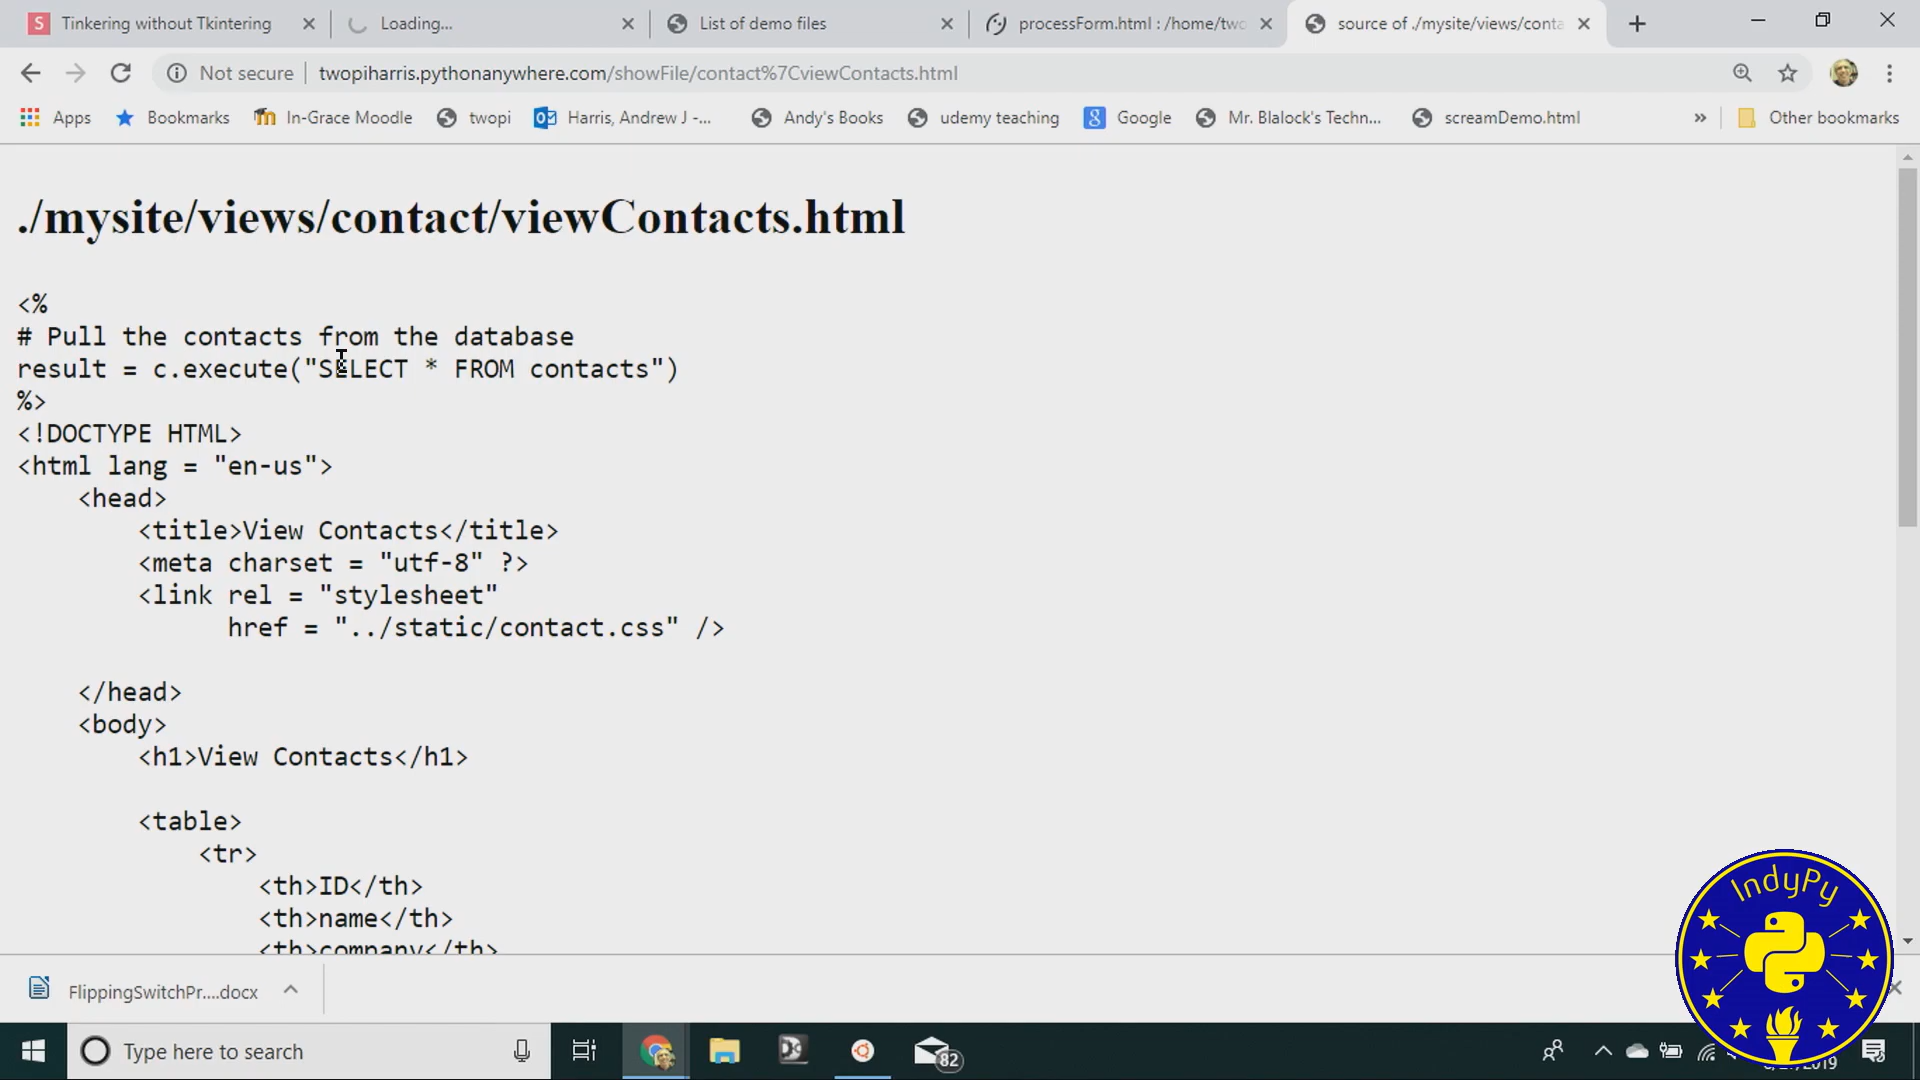 Tinkering without Tkintering
Loading...
List of demo files
processForm.html : /home/two
source of ./mysite/views/conta
Not secure
twopiharris.pythonanywhere.com/showFile/contact%7CviewContacts.html
Apps
Bookmarks
In-Grace Moodle
twopi
Harris, Andrew J -...
Andy's Books
udemy teaching
Google
Mr. Blalock's Techn...
screamDemo.html
»
Other bookmarks
./mysite/views/contact/viewContacts.html
<%
# Pull the contacts from the database
result = c.execute("SELECT * FROM contacts")
%>
<!DOCTYPE HTML>
<html lang = "en-us">
<head>
<title>View Contacts</title>
<meta charset = "utf-8" ?>
<link rel = "stylesheet"
href = "../static/contact.css" />
</head>
<body>
<h1>View Contacts</h1>
<table>
<tr>
<th>ID</th>
<th>name</th>
<th>company</th>
FlippingSwitchPr....docx
IndyPy
Type here to search
82